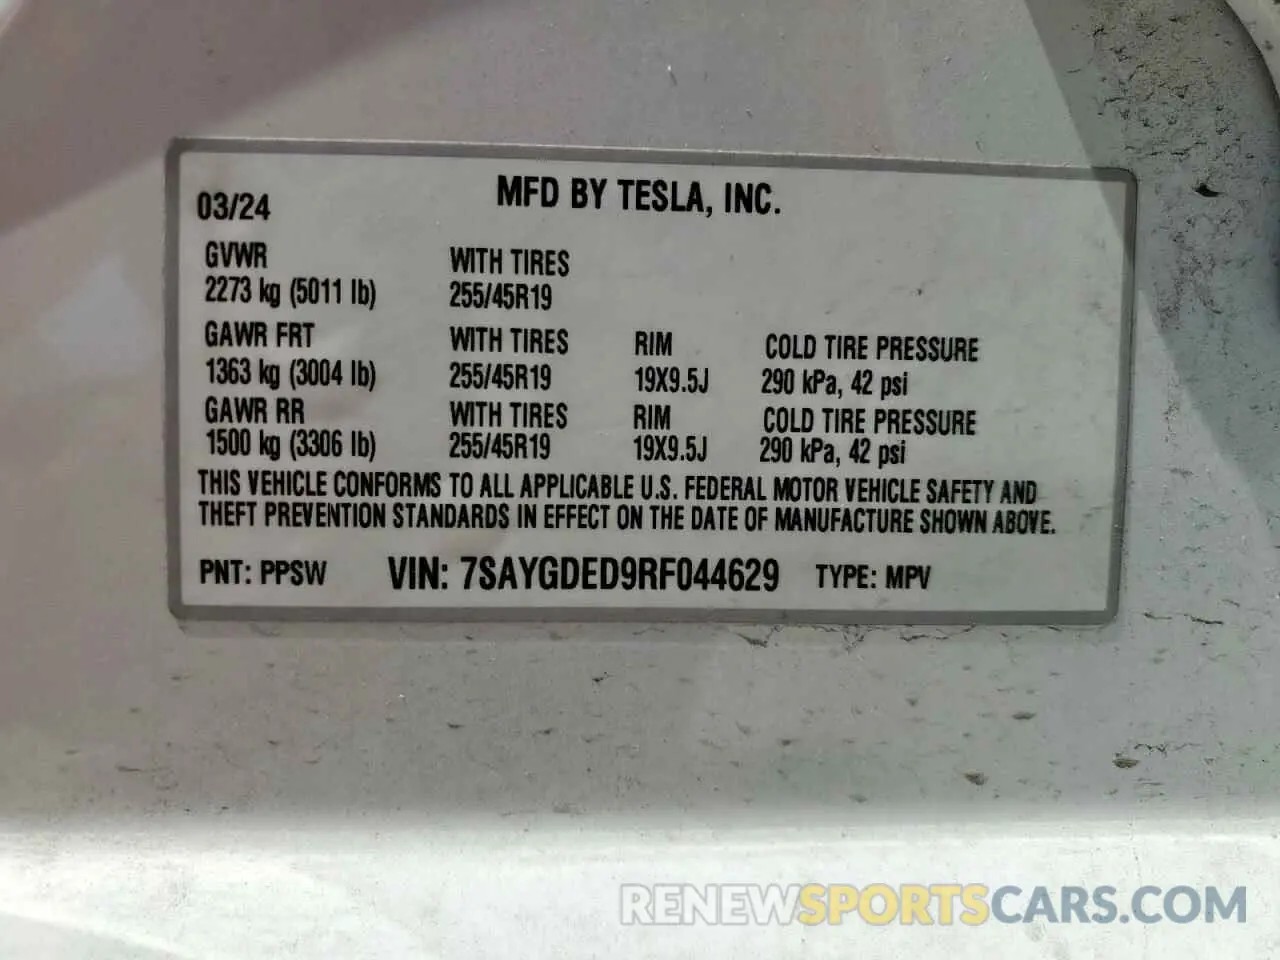 MFD BY TESLA, INC.
03/24
GVWR WITH TIRES
2273 kg (5011 lb) 255/45R19
GAWR FRT WITH TIRES RIM COLD TIRE PRESSURE
1363 kg (3004 lb) 255/45R19 19X9.5J 290 kPa, 42 psi
GAWR RR WITH TIRES RIM COLD TIRE PRESSURE
1500 kg (3306 lb) 255/45R19 19X9.5J 290 kPa, 42 psi
THIS VEHICLE CONFORMS TO ALL APPLICABLE U.S. FEDERAL MOTOR VEHICLE SAFETY AND
THEFT PREVENTION STANDARDS IN EFFECT ON THE DATE OF MANUFACTURE SHOWN ABOVE.
PNT: PPSW VIN: 7SAYGDED9RF044629 TYPE: MPV
RENEWSPORTSCARS.COM